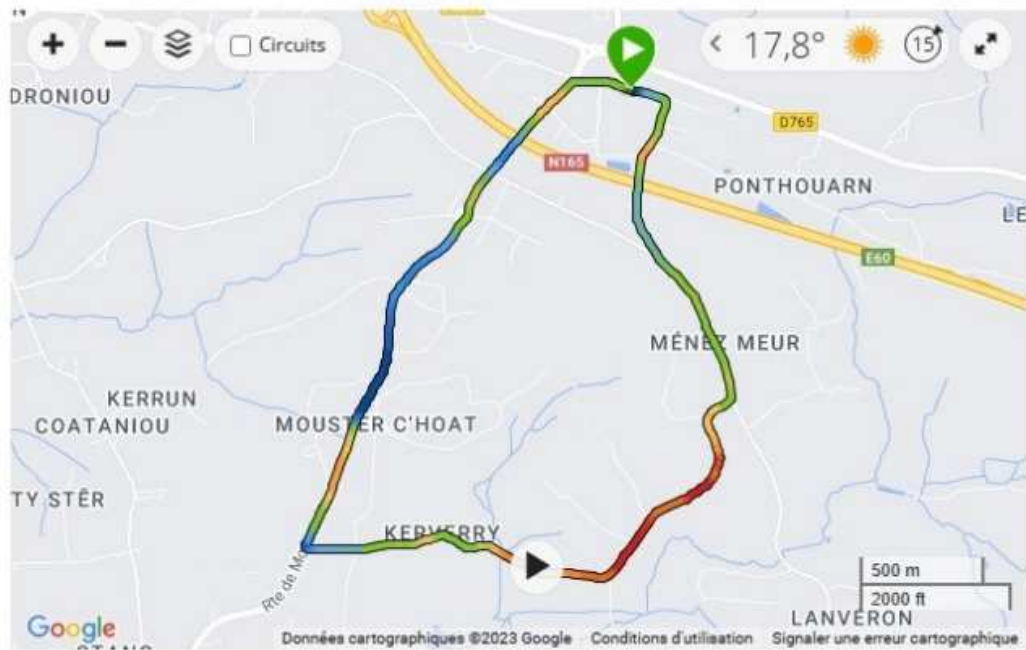 N
+ − Circuits < 17,8° 15
DRONIOU
D765
N165
PONTHOUARN
LE
E60
MÉNEZ MEUR
KERRUN
COATANIOU
MOUSTER C'HOAT
TY STÊR
KERVERRY
Rte de Mo
500 m
2000 ft
LANVERON
Google
Données cartographiques ©2023 Google Conditions d'utilisation Signaler une erreur cartographique